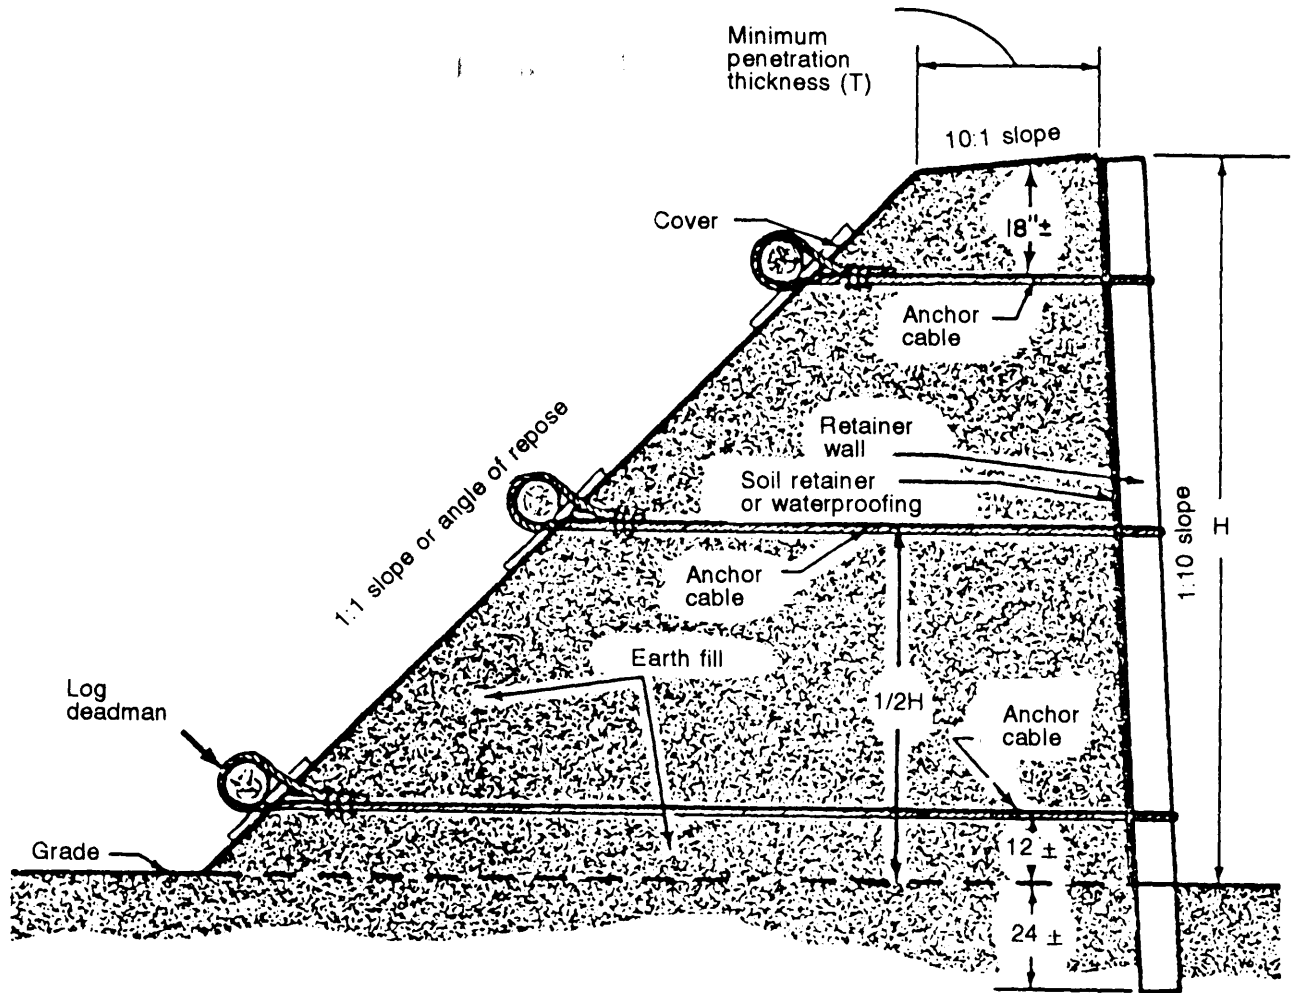 Minimum
penetration
thickness (T)
10:1 slope
Cover
18"±
Anchor
cable
Retainer
wall
Soil retainer
or waterproofing
1:1 slope or angle of repose
1:10 slope
H
Anchor
cable
Earth fill
1/2H
Log
deadman
Anchor
cable
Grade
12 ±
24 ±